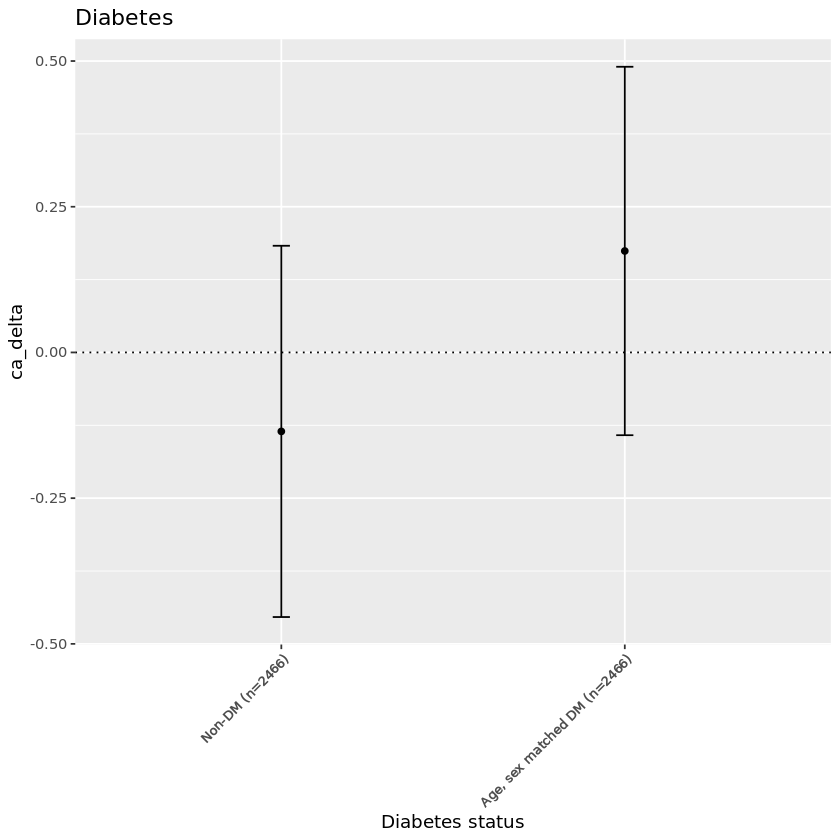 Diabetes
0.50
0.25
0.00
-0.25
-0.50
ca_delta
Non-DM (n=2466)
Age, sex matched DM (n=2466)
Diabetes status